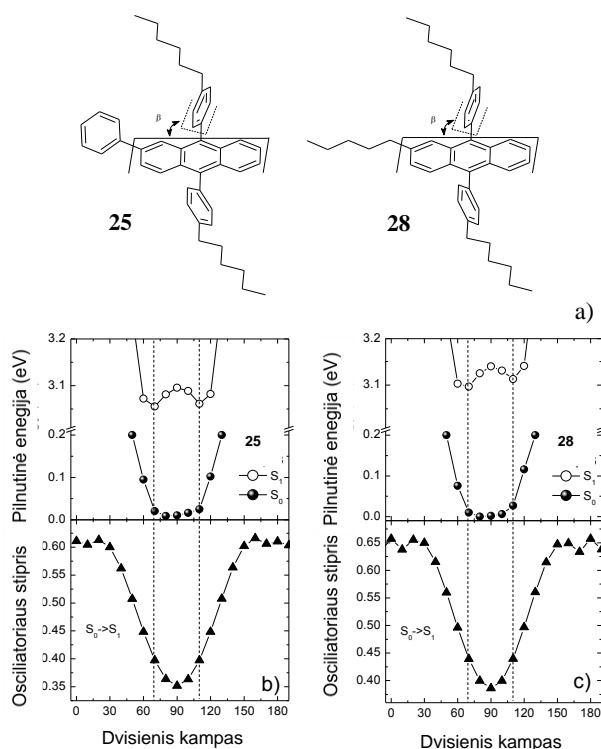 β
β
25
28
a)
Pilnutinė enegija (eV)
3.2
3.1
0.2
0.1
0.0
25
S1
S0
Osciliatoriaus stipris
0.60
0.55
0.50
0.45
0.40
0.35
S0->S1
b)
0 30 60 90 120 150 180
Dvisienis kampas
Pilnutinė enegija (eV)
3.2
3.1
0.2
0.1
0.0
28
S1
S0
Osciliatoriaus stipris
0.65
0.60
0.55
0.50
0.45
0.40
S0->S1
c)
0 30 60 90 120 150 180
Dvisienis kampas